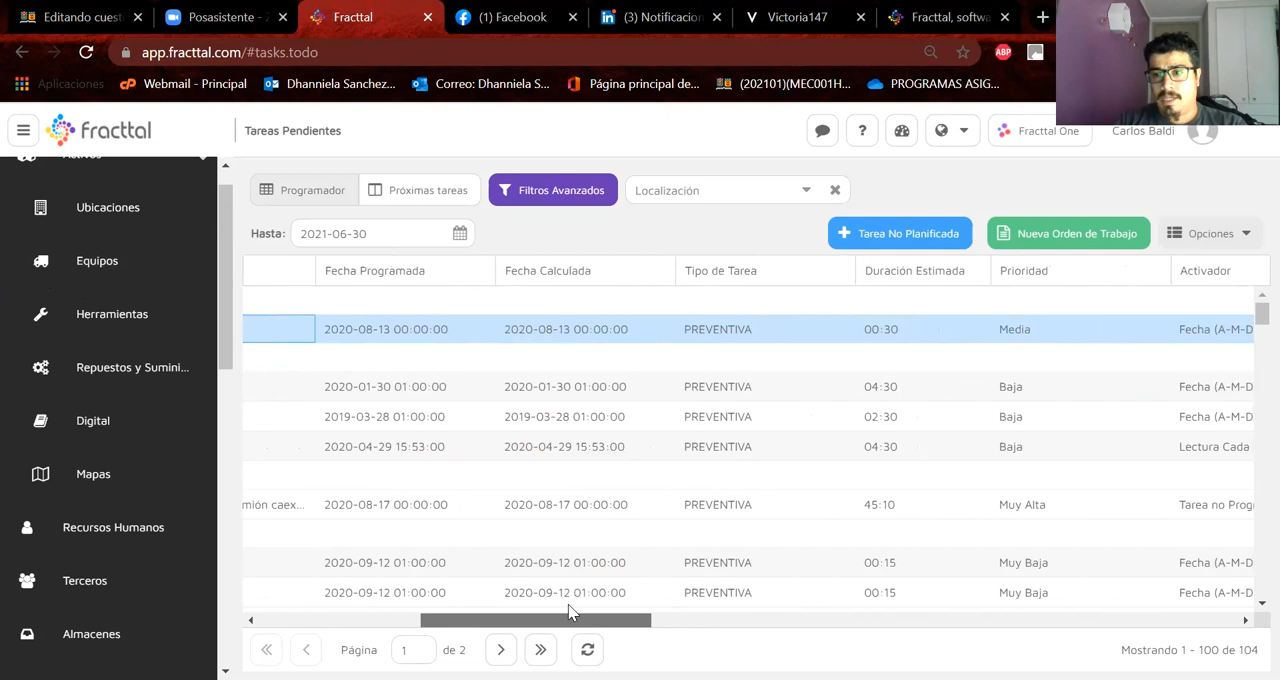 Editando cuest
Posasistente - 2
Fracttal
(1) Facebook
(3) Notificacion
Victoria147
Fracttal, softwa
app.fracttal.com/#tasks.todo
ABP
Aplicaciones
Webmail - Principal
Dhanniela Sanchez...
Correo: Dhanniela S...
Página principal de...
(202101)(MEC001H...
PROGRAMAS ASIG...
fracttal
Tareas Pendientes
Fracttal One
Carlos Baldi
Activos
Programador
Próximas tareas
Filtros Avanzados
Localización
Ubicaciones
Hasta:
2021-06-30
Tarea No Planificada
Nueva Orden de Trabajo
Opciones
Equipos
Fecha Programada
Fecha Calculada
Tipo de Tarea
Duración Estimada
Prioridad
Activador
Herramientas
2020-08-13 00:00:00
2020-08-13 00:00:00
PREVENTIVA
00:30
Media
Fecha (A-M-D
Repuestos y Sumini...
2020-01-30 01:00:00
2020-01-30 01:00:00
PREVENTIVA
04:30
Baja
Fecha (A-M-D
2019-03-28 01:00:00
2019-03-28 01:00:00
PREVENTIVA
02:30
Baja
Fecha (A-M-D
Digital
2020-04-29 15:53:00
2020-04-29 15:53:00
PREVENTIVA
04:30
Baja
Lectura Cada
Mapas
mión caex...
2020-08-17 00:00:00
2020-08-17 00:00:00
PREVENTIVA
45:10
Muy Alta
Tarea no Prog
Recursos Humanos
2020-09-12 01:00:00
2020-09-12 01:00:00
PREVENTIVA
00:15
Muy Baja
Fecha (A-M-D
Terceros
2020-09-12 01:00:00
2020-09-12 01:00:00
PREVENTIVA
00:15
Muy Baja
Fecha (A-M-D
Almacenes
Página
1
de 2
Mostrando 1 - 100 de 104